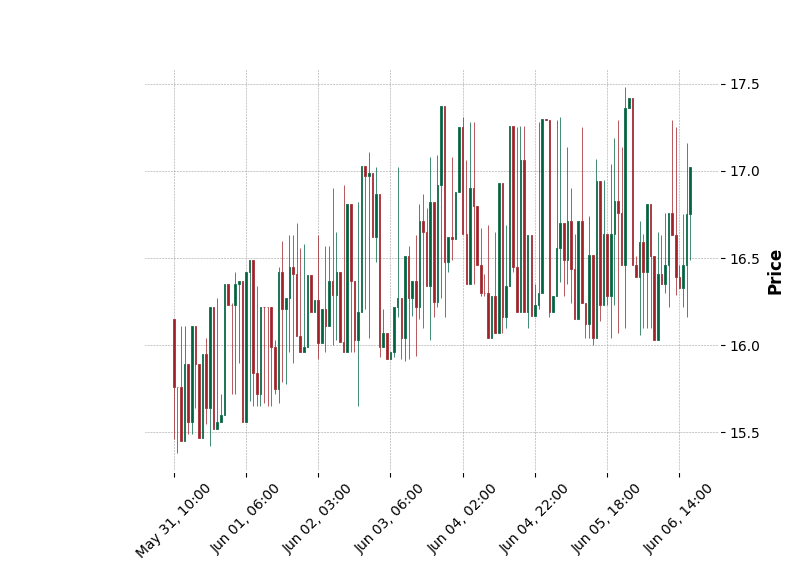 17.5
17.0
16.5
16.0
15.5
Price
May 31, 10:00
Jun 01, 06:00
Jun 02, 03:00
Jun 03, 06:00
Jun 04, 02:00
Jun 04, 22:00
Jun 05, 18:00
Jun 06, 14:00